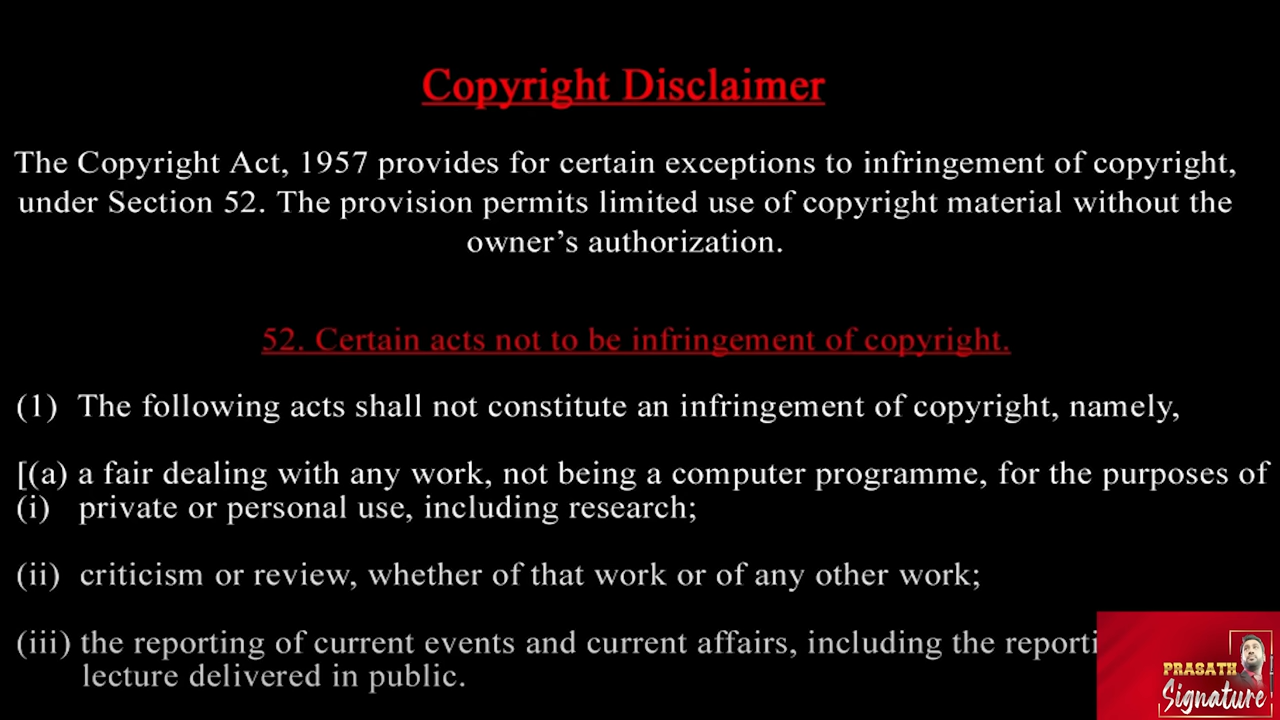 Copyright Disclaimer
The Copyright Act, 1957 provides for certain exceptions to infringement of copyright,
under Section 52. The provision permits limited use of copyright material without the
owner’s authorization.
52. Certain acts not to be infringement of copyright.
(1) The following acts shall not constitute an infringement of copyright, namely,
[(a) a fair dealing with any work, not being a computer programme, for the purposes of
(i) private or personal use, including research;
(ii) criticism or review, whether of that work or of any other work;
(iii) the reporting of current events and current affairs, including the reporti
lecture delivered in public.
PRASATH
Signature